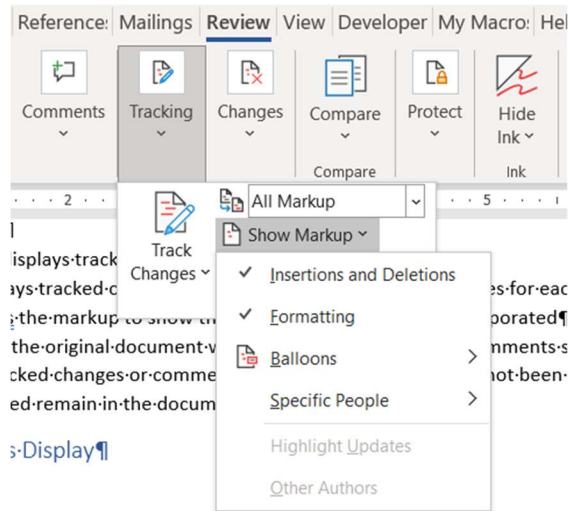 Reference: Mailings Review View Developer My Macro: Hel
Comments Tracking Changes Compare Protect Hide
Ink
Compare Ink
2 5
All Markup
Track
Changes
Show Markup
Insertions and Deletions
Formatting
Balloons
Specific People
Highlight Updates
Other Authors
¶
isplays·track
ays·tracked·c es·for·eac
s·the·markup·to·show·th porated¶
the·original·document·w mments·s
cked·changes·or·comme not·been·
ed·remain·in·the·docum
s·Display¶